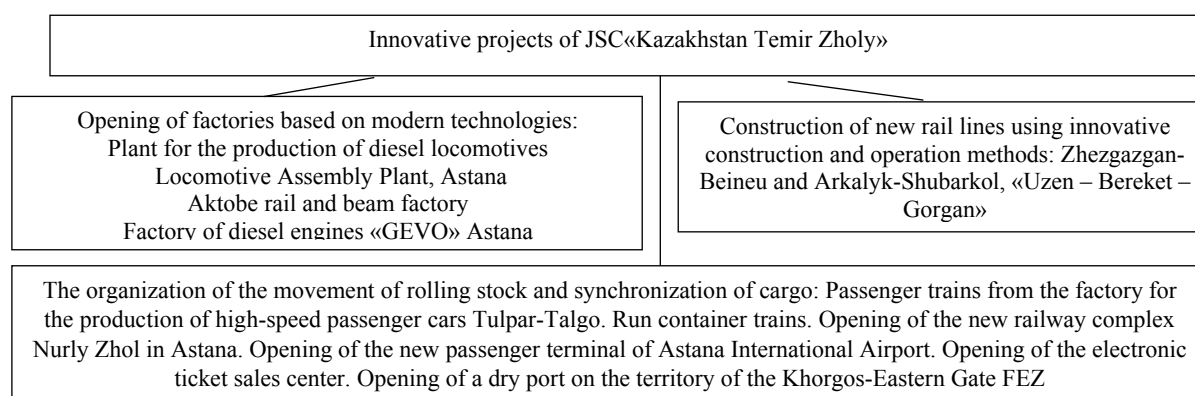 Innovative projects of JSC«Kazakhstan Temir Zholy»
Opening of factories based on modern technologies:
Plant for the production of diesel locomotives
Locomotive Assembly Plant, Astana
Aktobe rail and beam factory
Factory of diesel engines «GEVO» Astana
Construction of new rail lines using innovative
construction and operation methods: Zhezgazgan-
Beineu and Arkalyk-Shubarkol, «Uzen – Bereket –
Gorgan»
The organization of the movement of rolling stock and synchronization of cargo: Passenger trains from the factory for
the production of high-speed passenger cars Tulpar-Talgo. Run container trains. Opening of the new railway complex
Nurly Zhol in Astana. Opening of the new passenger terminal of Astana International Airport. Opening of the electronic
ticket sales center. Opening of a dry port on the territory of the Khorgos-Eastern Gate FEZ